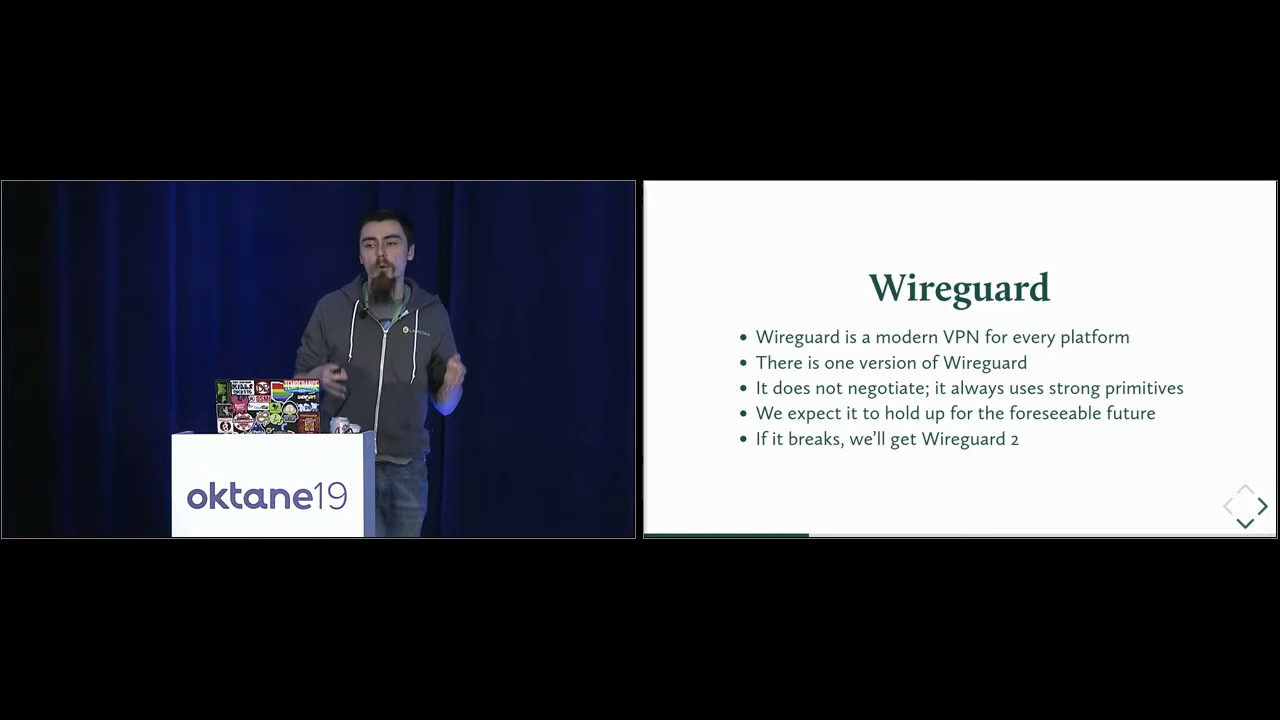 TEMPERANCE
oktane19
Wireguard
• Wireguard is a modern VPN for every platform
• There is one version of Wireguard
• It does not negotiate; it always uses strong primitives
• We expect it to hold up for the foreseeable future
• If it breaks, we’ll get Wireguard 2